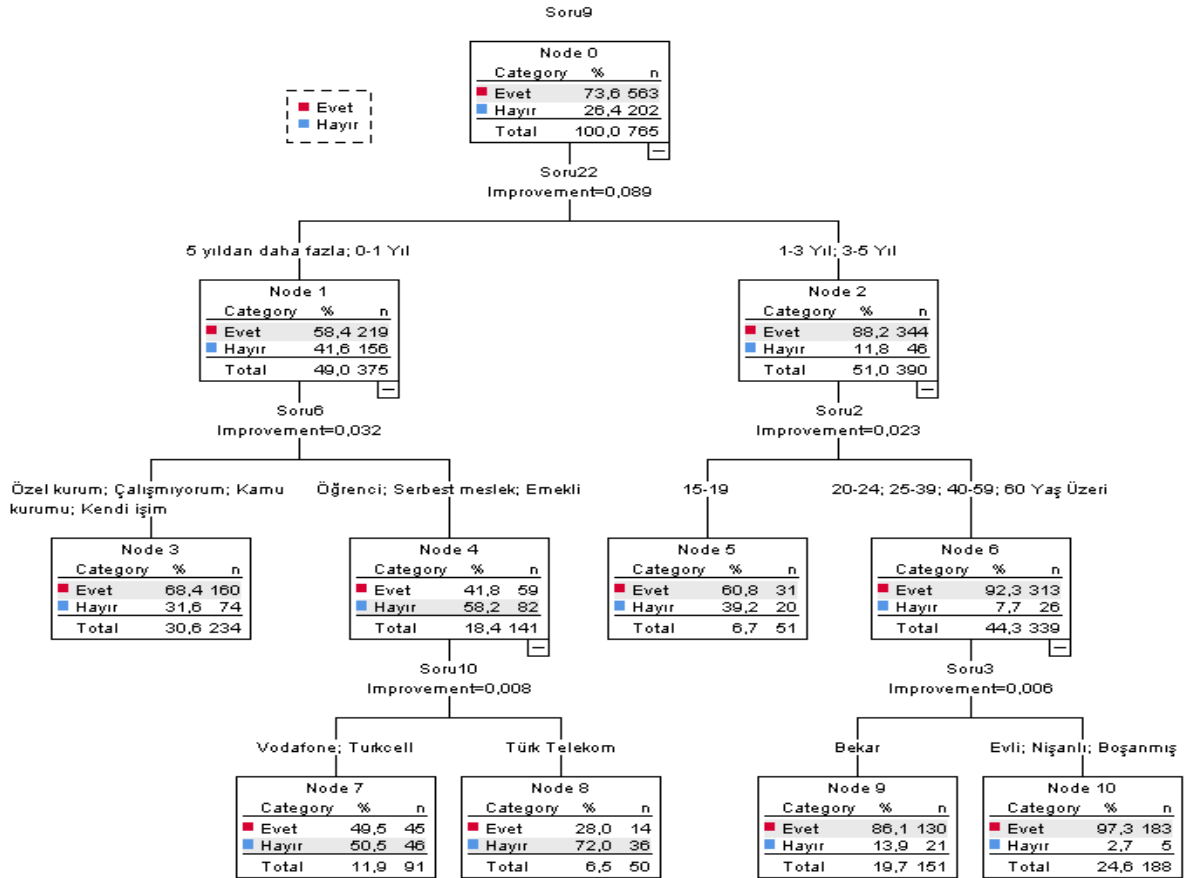 Soru9
Node 0
Category % n
Evet 73,6 563
Hayır 26,4 202
Total 100,0 765
Evet
Hayır
Soru22
Improvement=0,089
5 yıldan daha fazla; 0-1 Yıl
1-3 Yıl; 3-5 Yıl
Node 1
Category % n
Evet 58,4 219
Hayır 41,6 156
Total 49,0 375
Node 2
Category % n
Evet 88,2 344
Hayır 11,8 46
Total 51,0 390
Soru6
Improvement=0,032
Soru2
Improvement=0,023
Özel kurum; Çalışmıyorum; Kamu
kurumu; Kendi işim
Öğrenci; Serbest meslek; Emekli
15-19
20-24; 25-39; 40-59; 60 Yaş Üzeri
Node 3
Category % n
Evet 68,4 160
Hayır 31,6 74
Total 30,6 234
Node 4
Category % n
Evet 41,8 59
Hayır 58,2 82
Total 18,4 141
Node 5
Category % n
Evet 60,8 31
Hayır 39,2 20
Total 6,7 51
Node 6
Category % n
Evet 92,3 313
Hayır 7,7 26
Total 44,3 339
Soru10
Improvement=0,008
Soru3
Improvement=0,006
Vodafone; Turkcell
Türk Telekom
Bekar
Evli; Nişanlı; Boşanmış
Node 7
Category % n
Evet 49,5 45
Hayır 50,5 46
Total 11,9 91
Node 8
Category % n
Evet 28,0 14
Hayır 72,0 36
Total 6,5 50
Node 9
Category % n
Evet 86,1 130
Hayır 13,9 21
Total 19,7 151
Node 10
Category % n
Evet 97,3 183
Hayır 2,7 5
Total 24,6 188